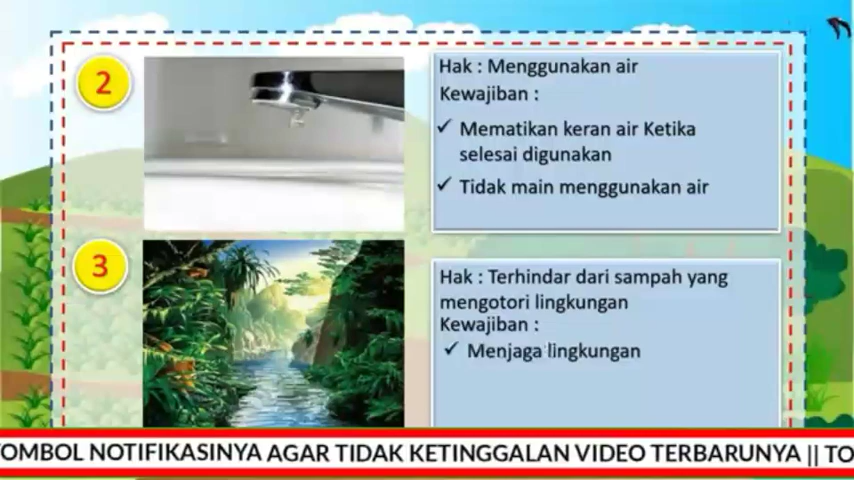 2
Hak : Menggunakan air
Kewajiban :
✓ Mematikan keran air Ketika
selesai digunakan
✓ Tidak main menggunakan air
3
Hak : Terhindar dari sampah yang
mengotori lingkungan
Kewajiban :
✓ Menjaga lingkungan
TOMBOL NOTIFIKASINYA AGAR TIDAK KETINGGALAN VIDEO TERBARUNYA || TO